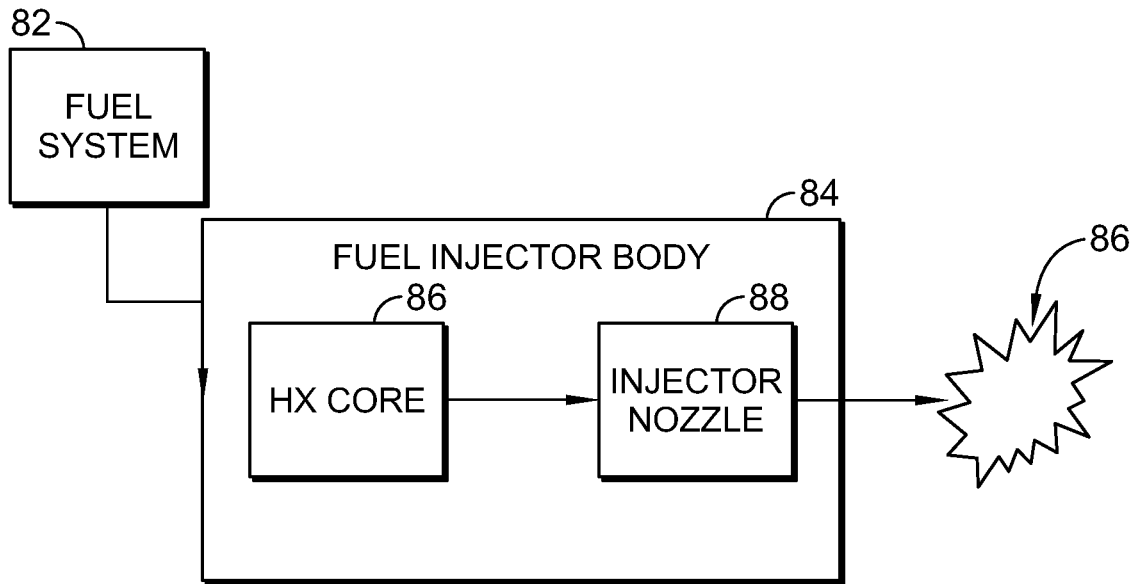 82
FUEL
SYSTEM
84
FUEL INJECTOR BODY
86
86
88
HX CORE
INJECTOR
NOZZLE